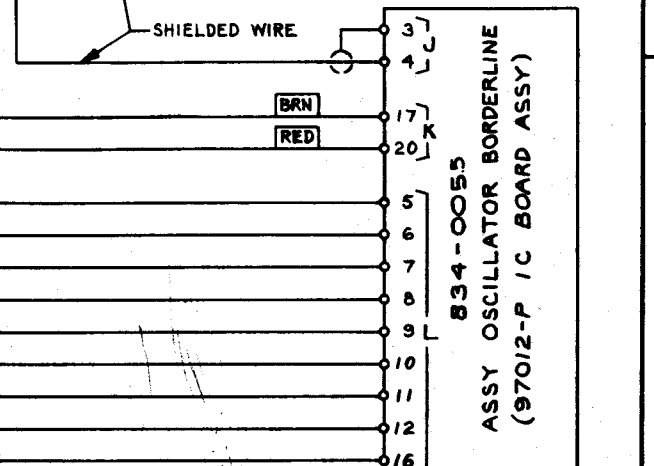 SHIELDED WIRE
3
J
4
BRN
17
K
RED
20
5
6
7
8
9
L
10
11
12
16
834-0055
ASSY OSCILLATOR BORDERLINE
(97012-P IC BOARD ASSY)